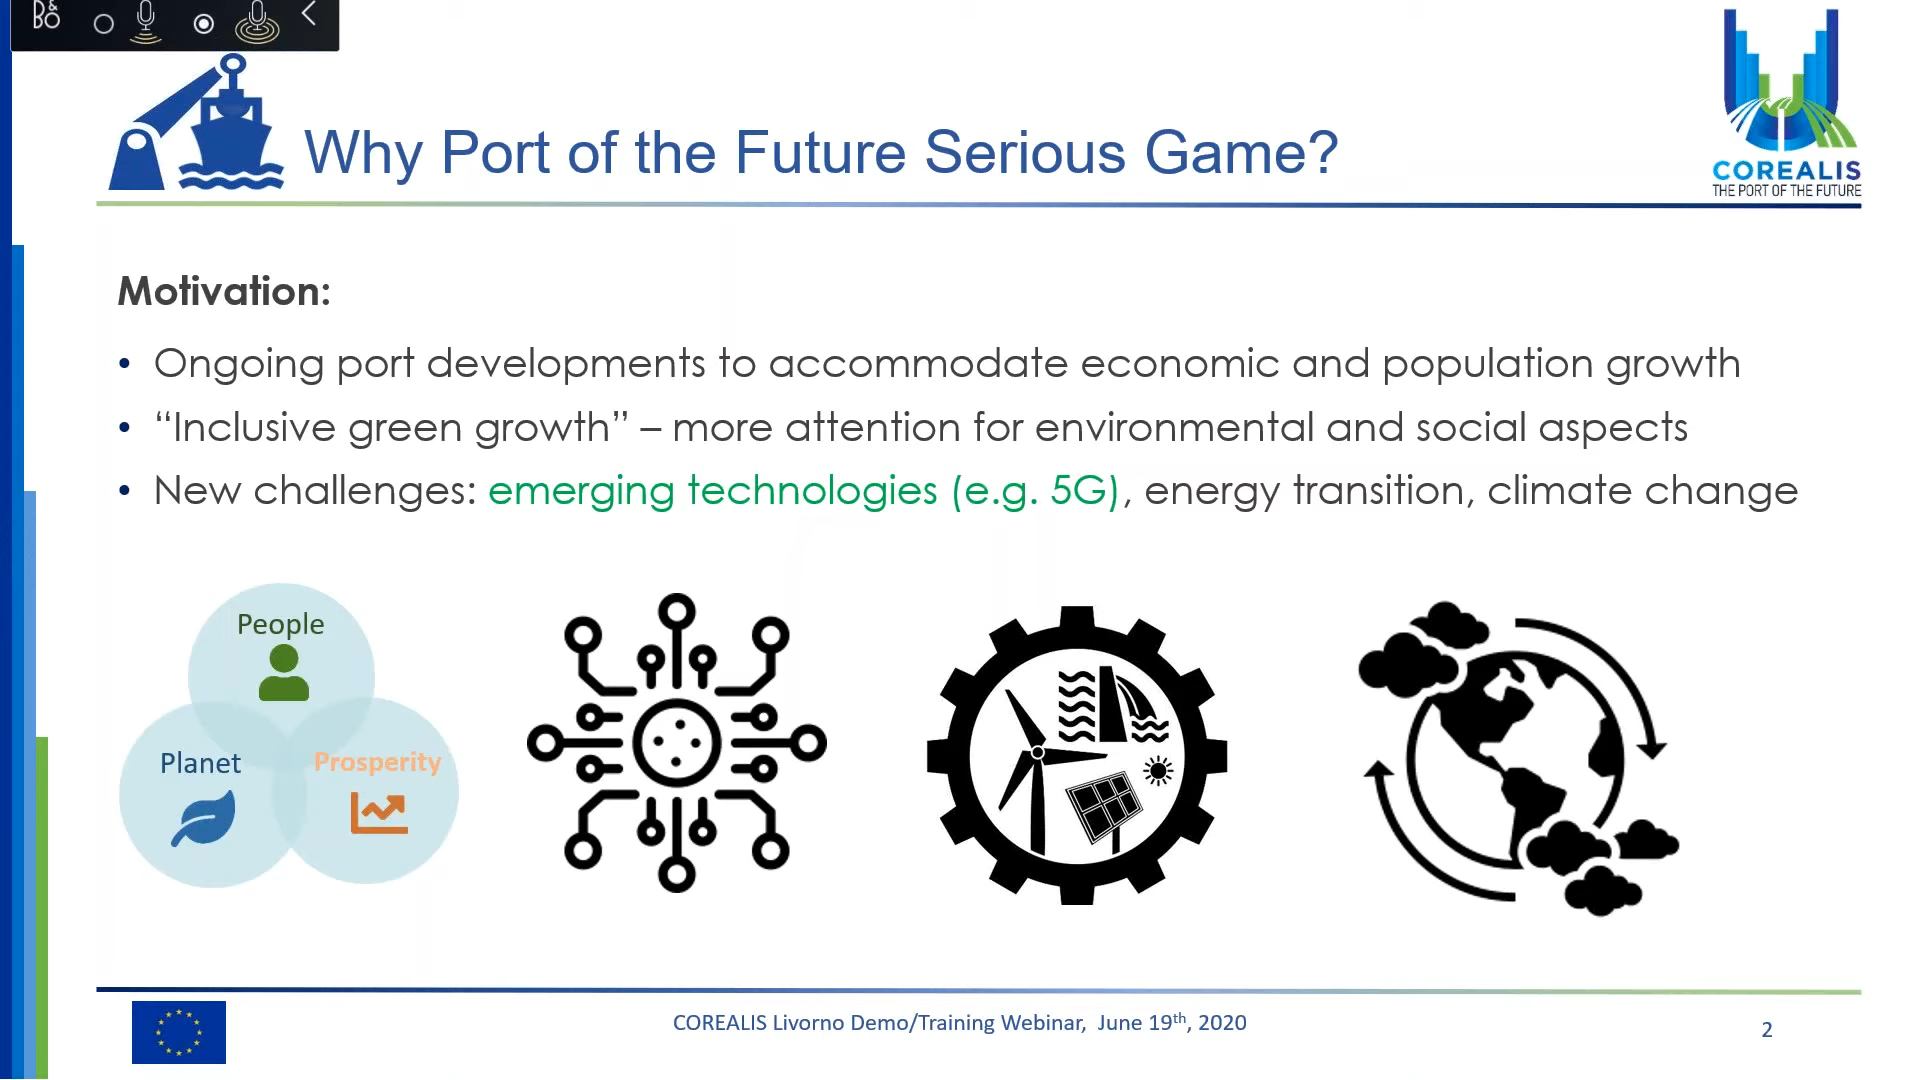 B&O
Why Port of the Future Serious Game?
COREALIS
THE PORT OF THE FUTURE
Motivation:
• Ongoing port developments to accommodate economic and population growth
• “Inclusive green growth” – more attention for environmental and social aspects
• New challenges: emerging technologies (e.g. 5G), energy transition, climate change
People
Planet
Prosperity
COREALIS Livorno Demo/Training Webinar, June 19th, 2020
2